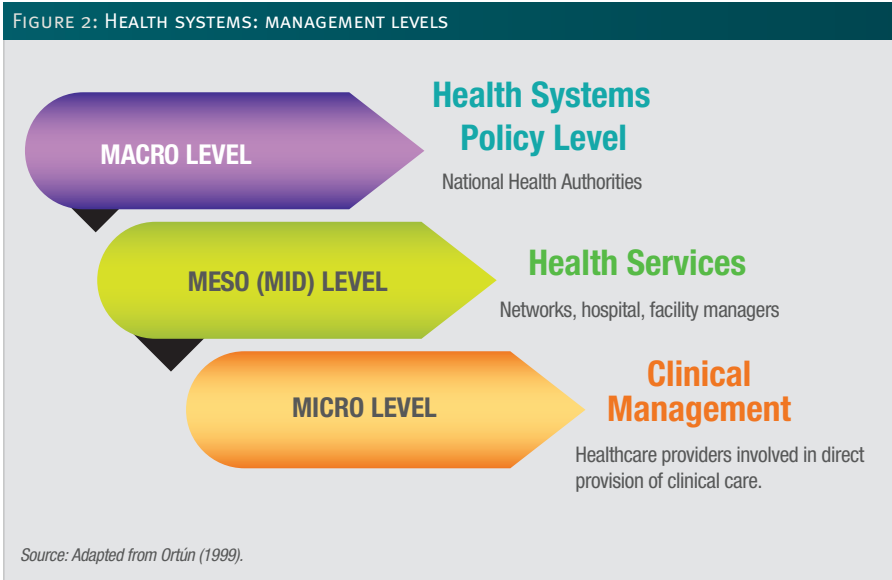 FIGURE 2: HEALTH SYSTEMS: MANAGEMENT LEVELS
MACRO LEVEL
Health Systems
Policy Level
National Health Authorities
MESO (MID) LEVEL
Health Services
Networks, hospital, facility managers
MICRO LEVEL
Clinical
Management
Healthcare providers involved in direct
provision of clinical care.
Source: Adapted from Ortún (1999).